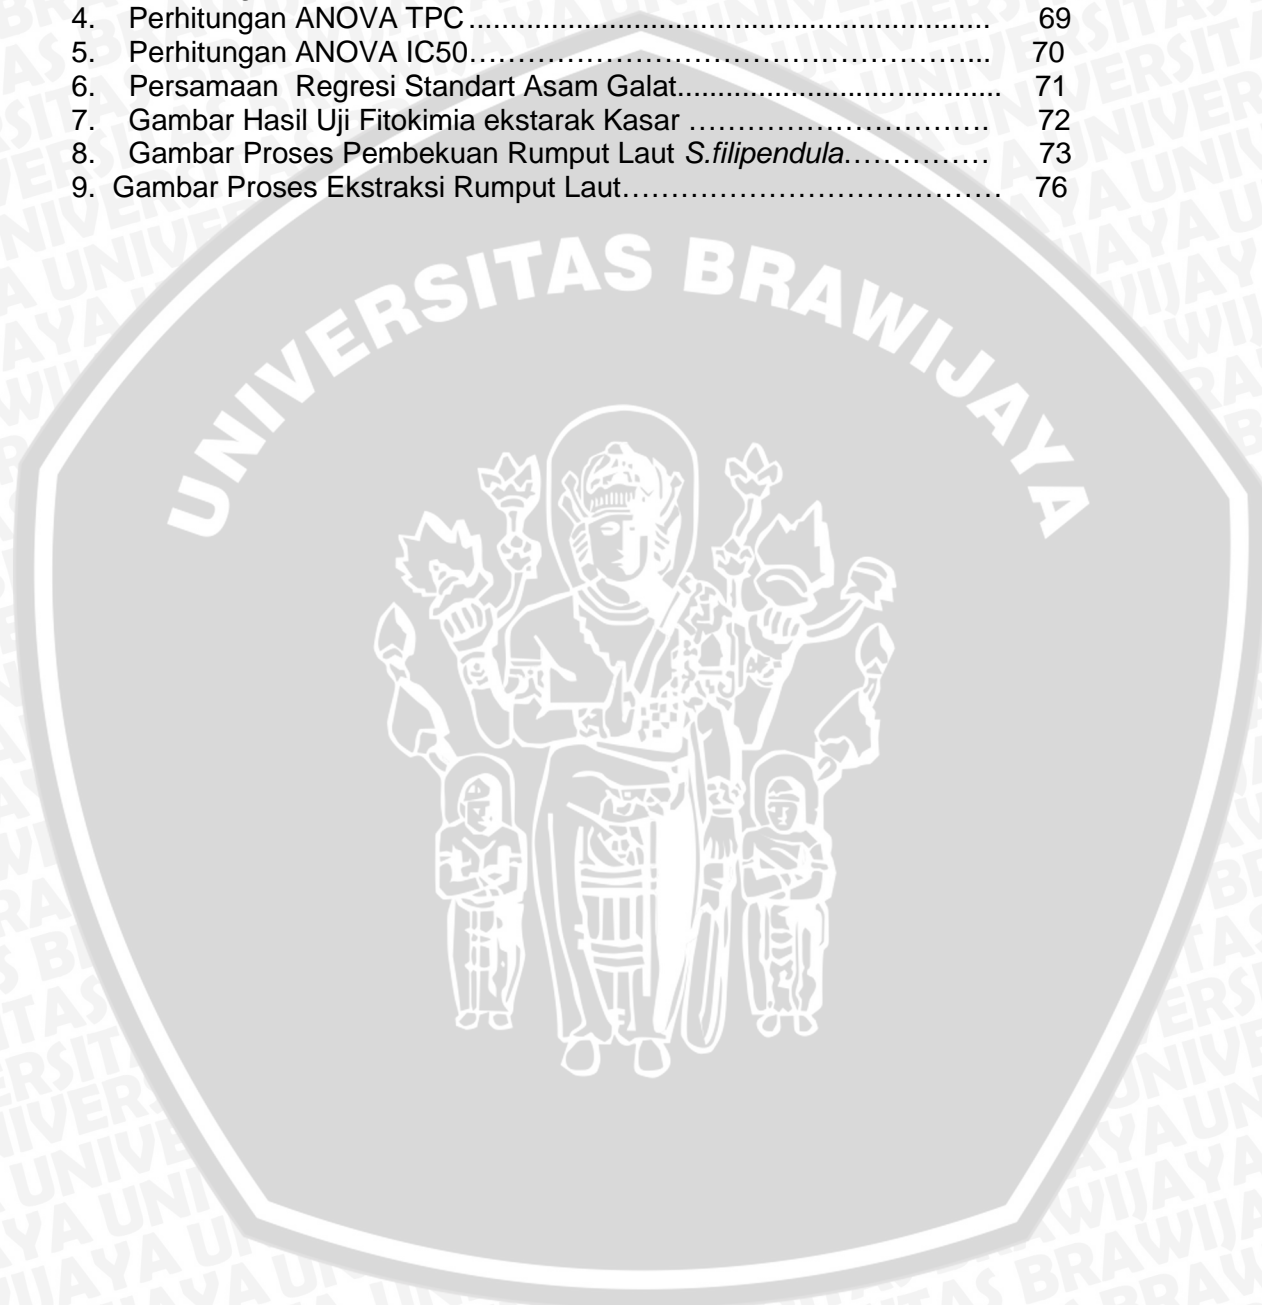 4. Perhitungan ANOVA TPC ............................................................... 69
5. Perhitungan ANOVA IC50………………………………………………... 70
6. Persamaan  Regresi Standart Asam Galat....................................... 71
7. Gambar Hasil Uji Fitokimia ekstarak Kasar …………………………. 72
8. Gambar Proses Pembekuan Rumput Laut S.filipendula…………… 73
9. Gambar Proses Ekstraksi Rumput Laut………………………………… 76
UNIVERSITAS BRAWIJAYA